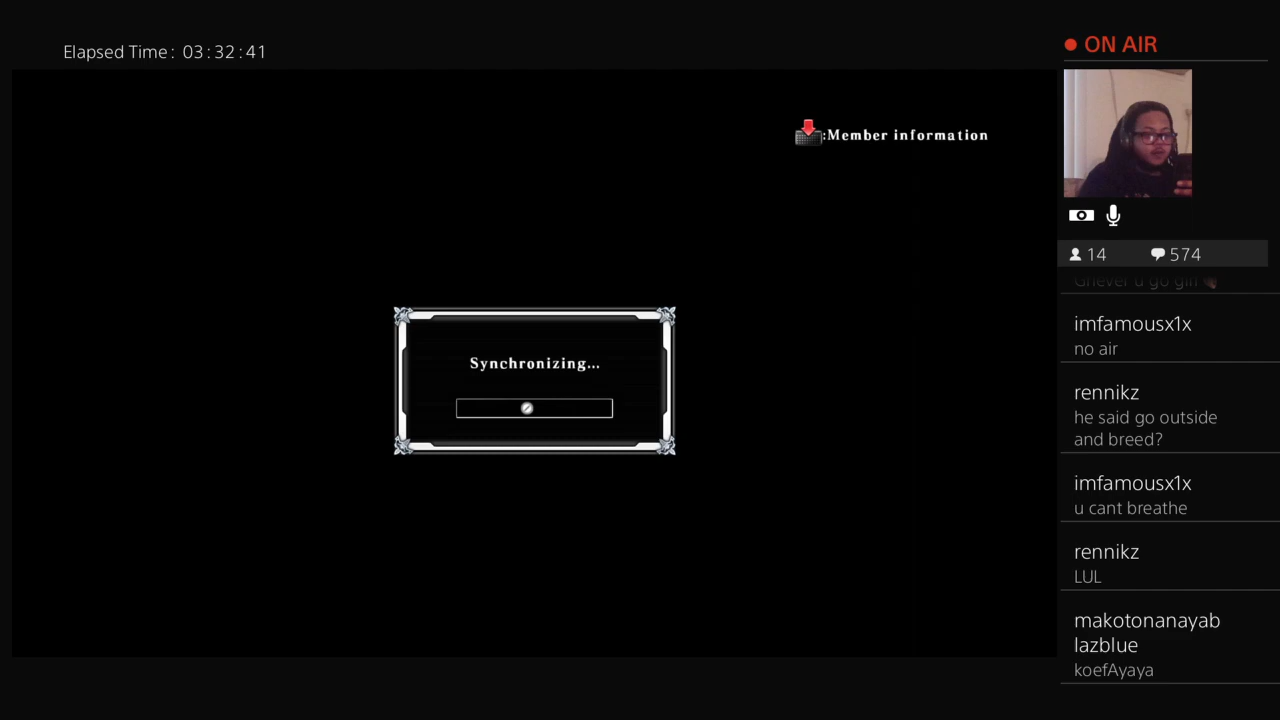 Elapsed Time: 03:32:41
ON AIR
:Member information
14 574
imfamousx1x
no air
rennikz
he said go outside
and breed?
Synchronizing...
imfamousx1x
u cant breathe
rennikz
LUL
makotonanayab
lazblue
koefAyaya